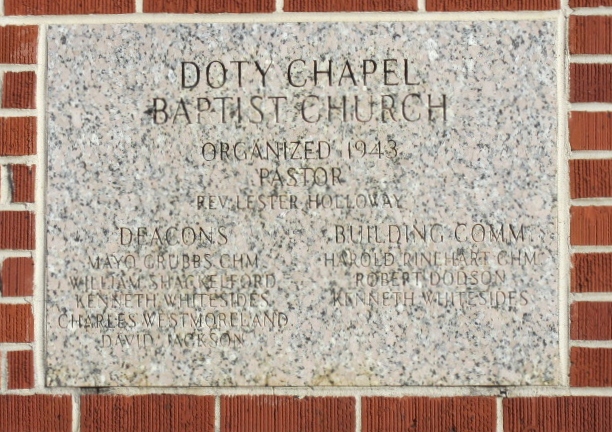 DOTY CHAPEL
BAPTIST CHURCH
ORGANIZED 1943
PASTOR
REV. LESTER HOLLOWAY
DEACONS
MAYO GRUBBS CHM.
WILLIAM SHACKELFORD
KENNETH WHITESIDES
CHARLES WESTMORELAND
DAVID JACKSON
BUILDING COMM.
HAROLD RINEHART CHM.
ROBERT DODSON
KENNETH WHITESIDES